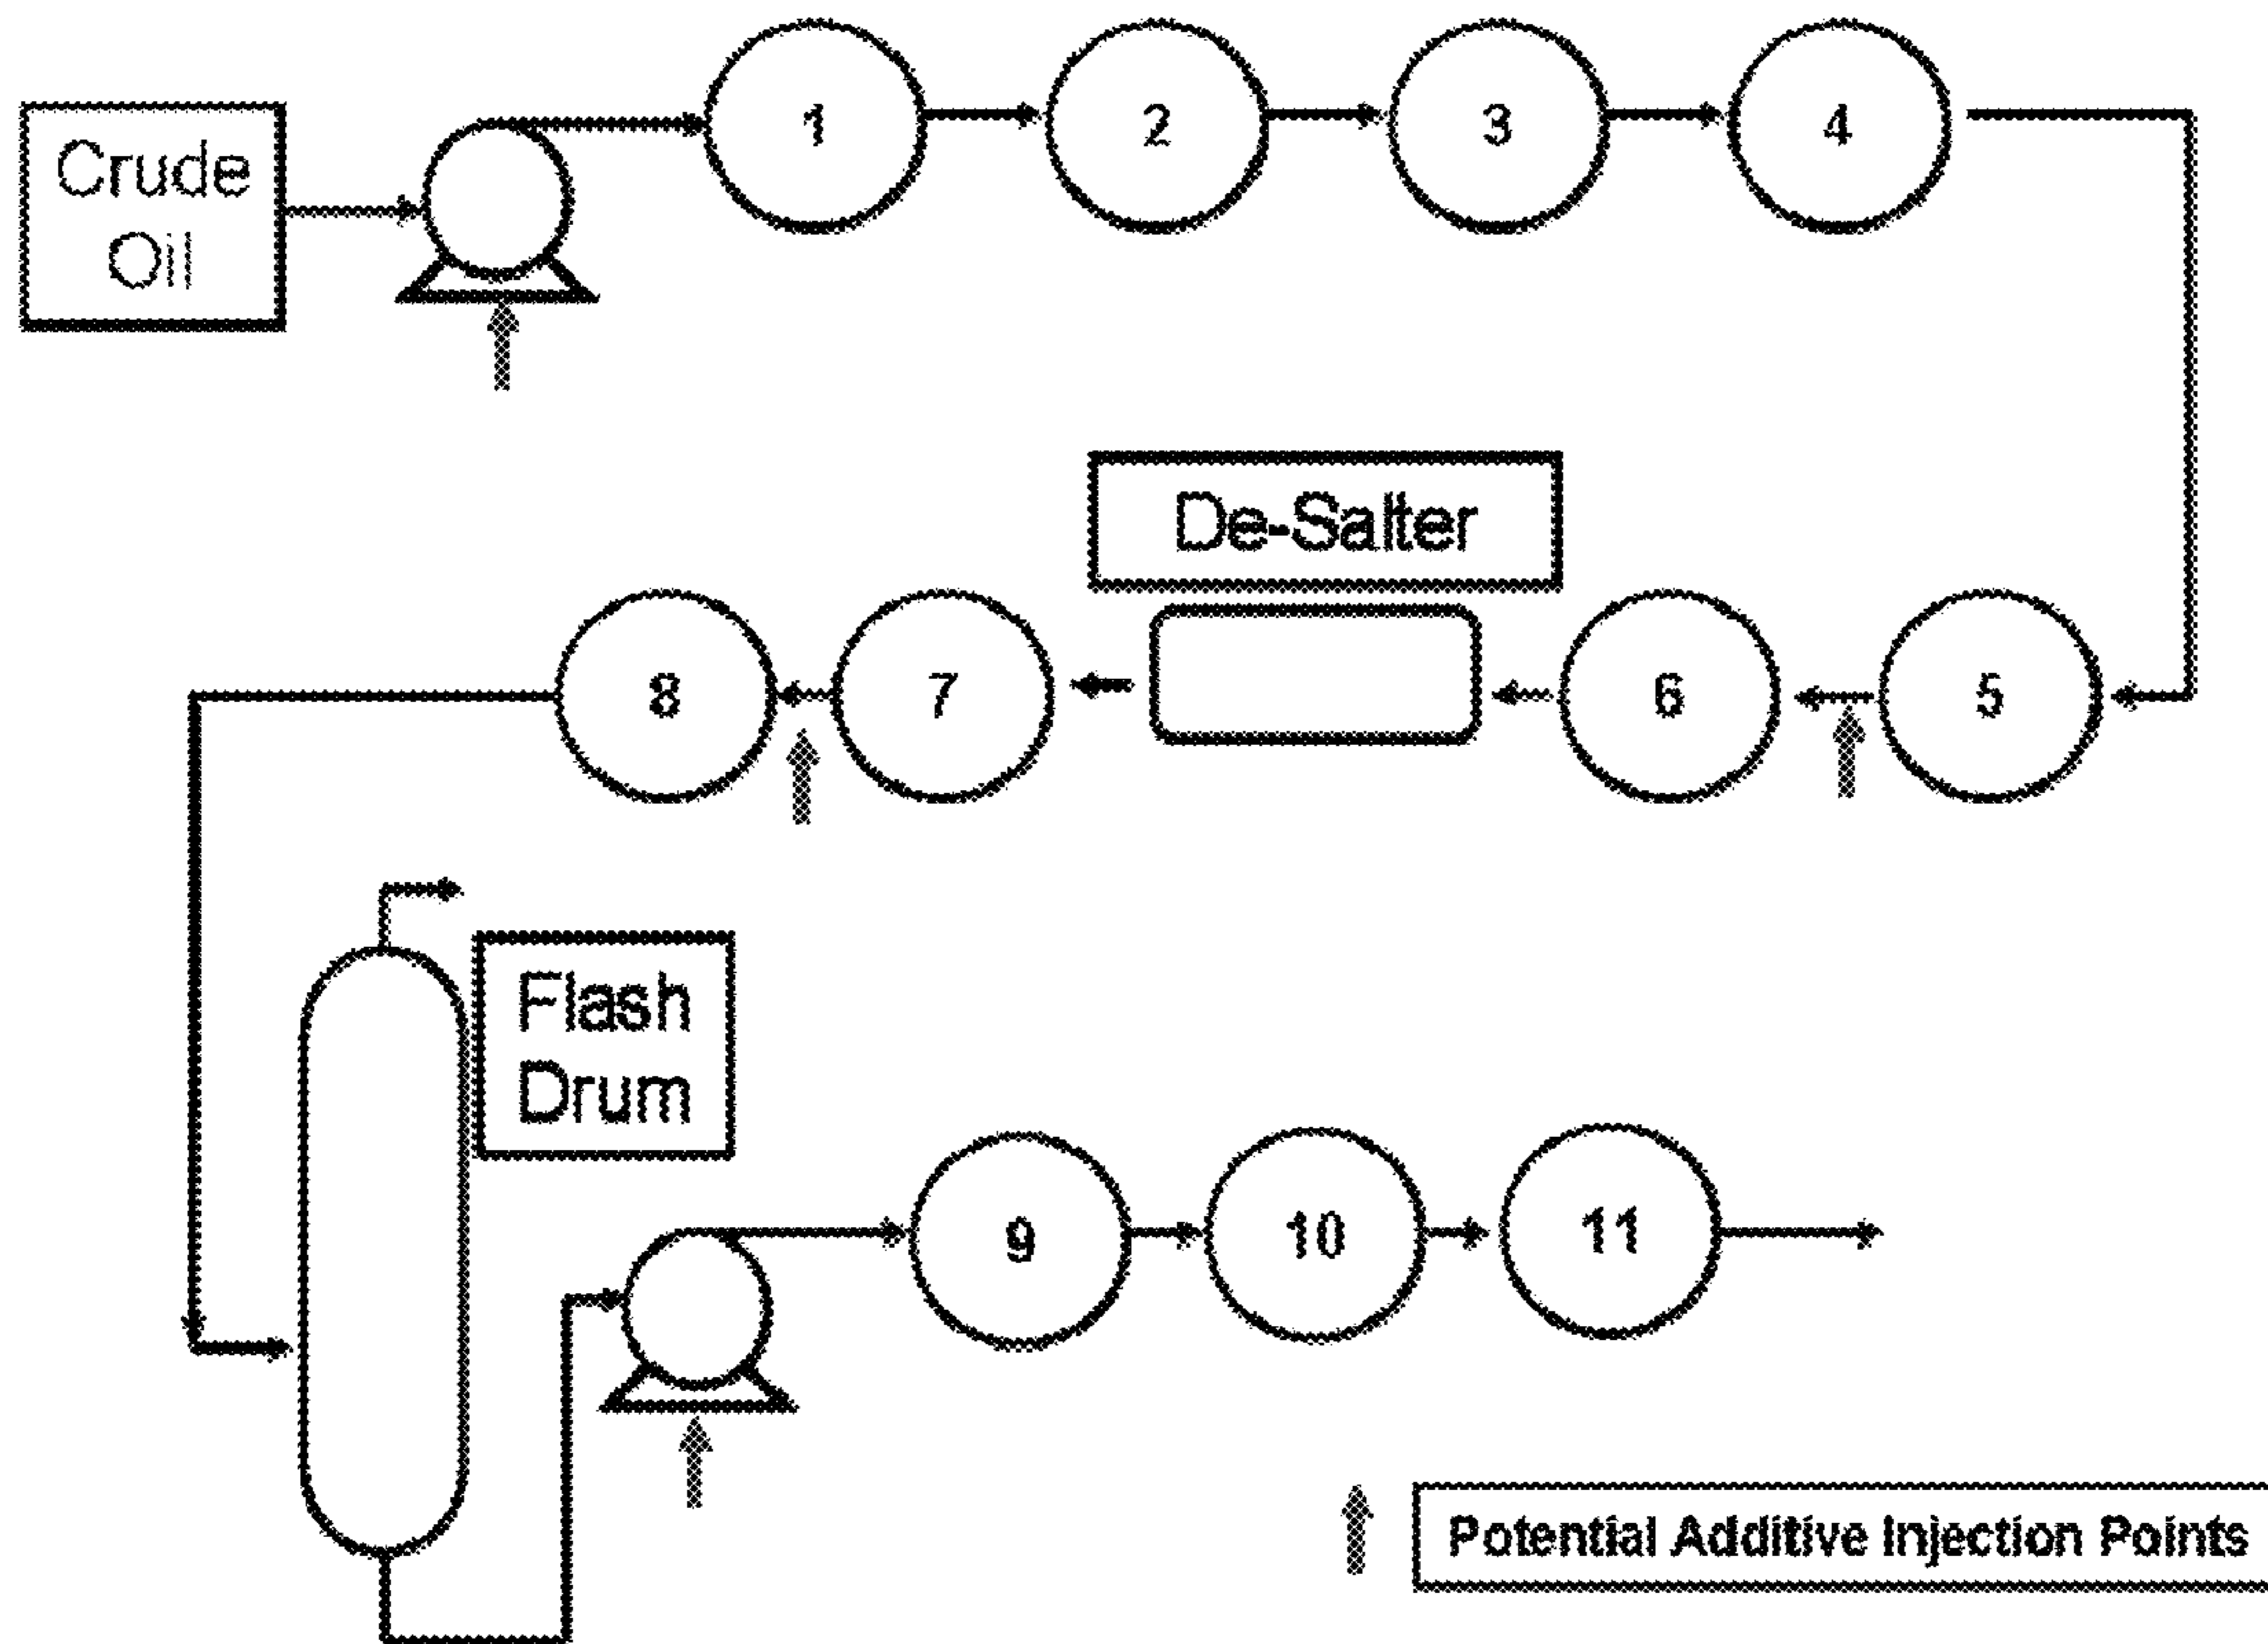 Crude
Oil
1
2
3
4
De-Salter
8
7
6
5
Flash
Drum
9
10
11
Potential Additive Injection Points